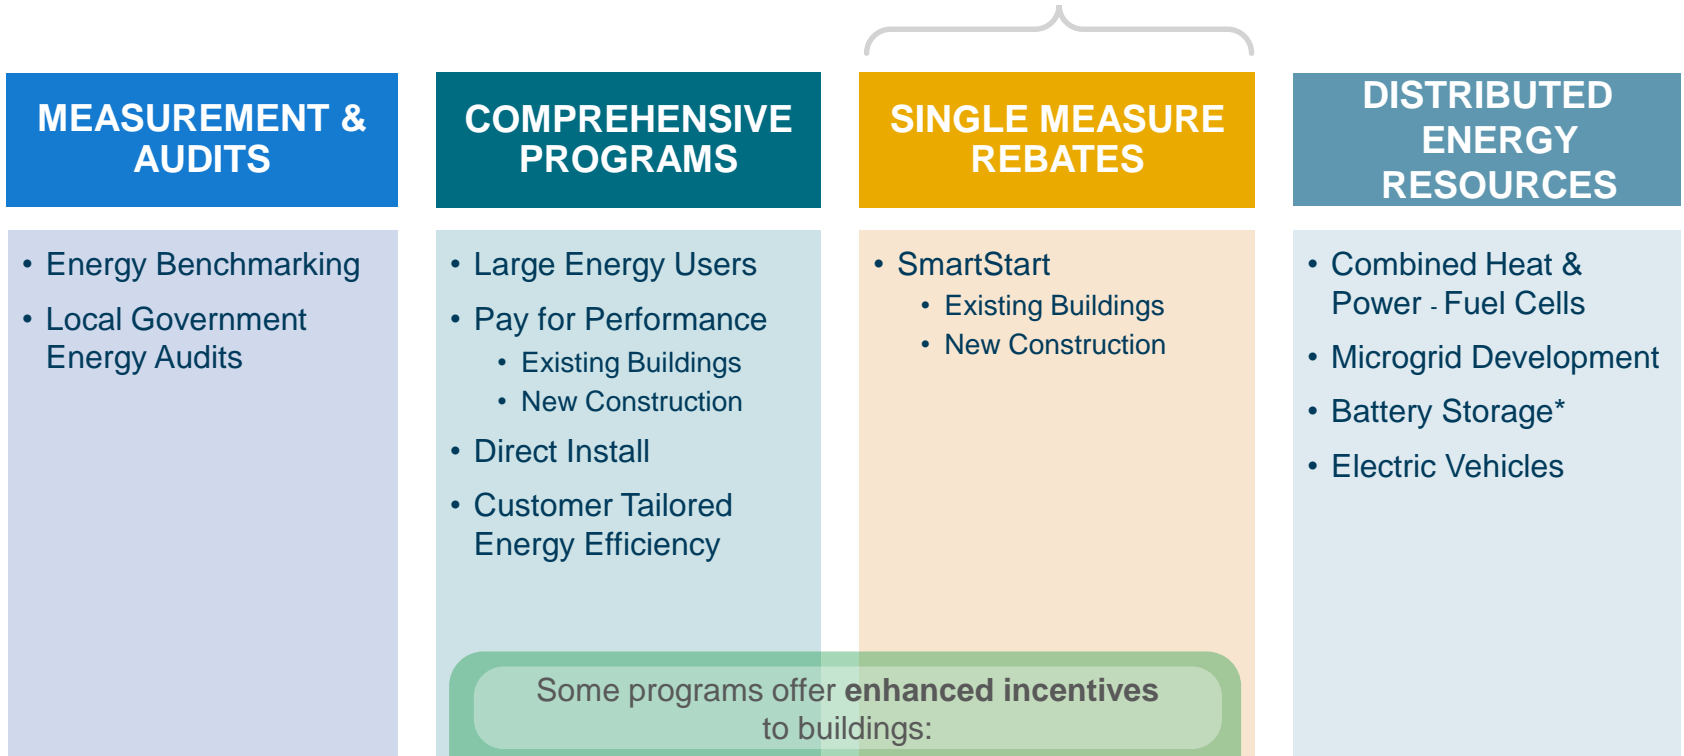 MEASUREMENT &
AUDITS
• Energy Benchmarking
• Local Government
Energy Audits
COMPREHENSIVE
PROGRAMS
• Large Energy Users
• Pay for Performance
• Existing Buildings
• New Construction
• Direct Install
• Customer Tailored
Energy Efficiency
SINGLE MEASURE
REBATES
• SmartStart
• Existing Buildings
• New Construction
DISTRIBUTED
ENERGY
RESOURCES
• Combined Heat &
Power - Fuel Cells
• Microgrid Development
• Battery Storage*
• Electric Vehicles
Some programs offer enhanced incentives
to buildings: